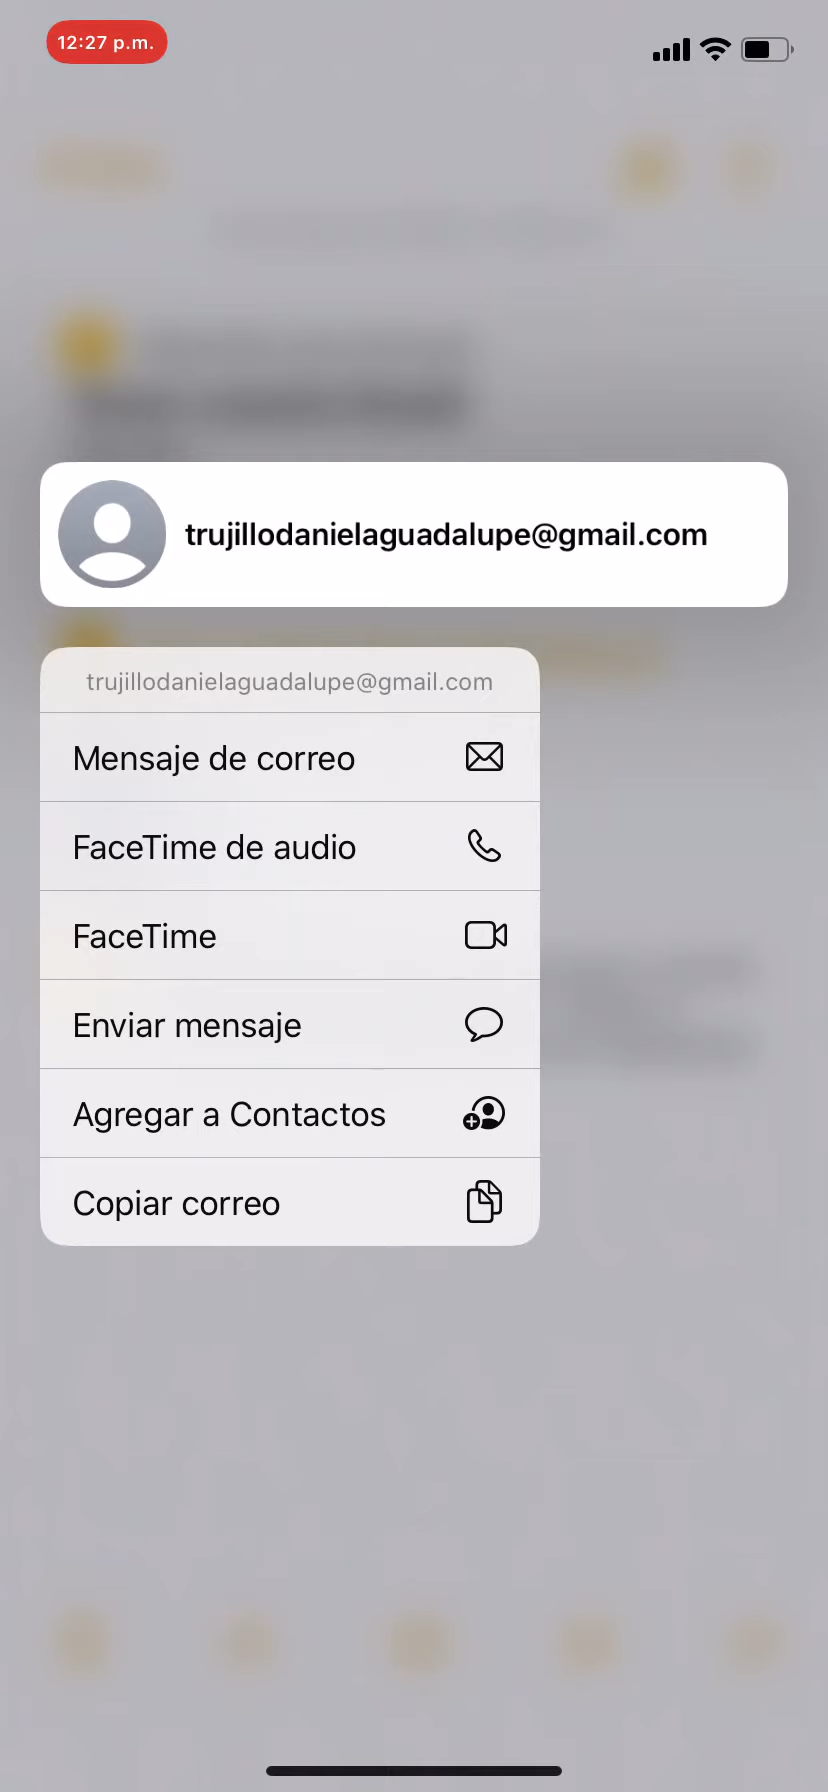 12:27 p.m.
trujillodanielaguadalupe@gmail.com
trujillodanielaguadalupe@gmail.com
Mensaje de correo
FaceTime de audio
FaceTime
Enviar mensaje
Agregar a Contactos
Copiar correo